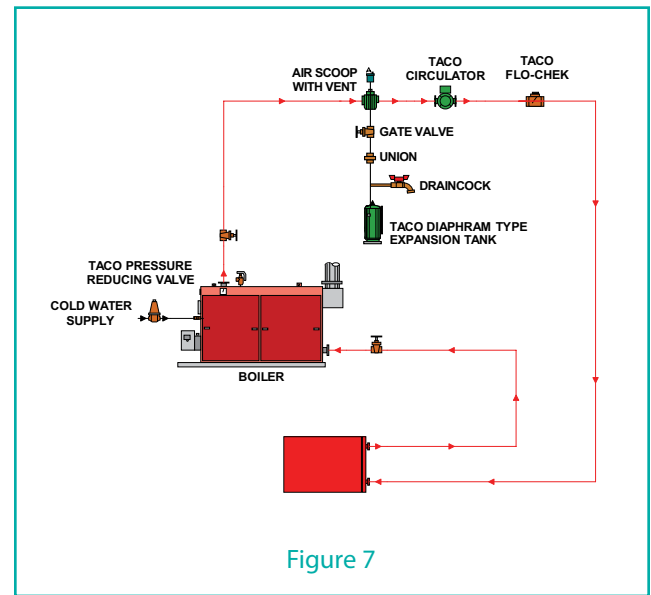 AIR SCOOP
WITH VENT
TACO
CIRCULATOR
TACO
FLO-CHEK
GATE VALVE
UNION
DRAINCOCK
TACO DIAPHRAM TYPE
EXPANSION TANK
TACO PRESSURE
REDUCING VALVE
COLD WATER
SUPPLY
BOILER
Figure 7